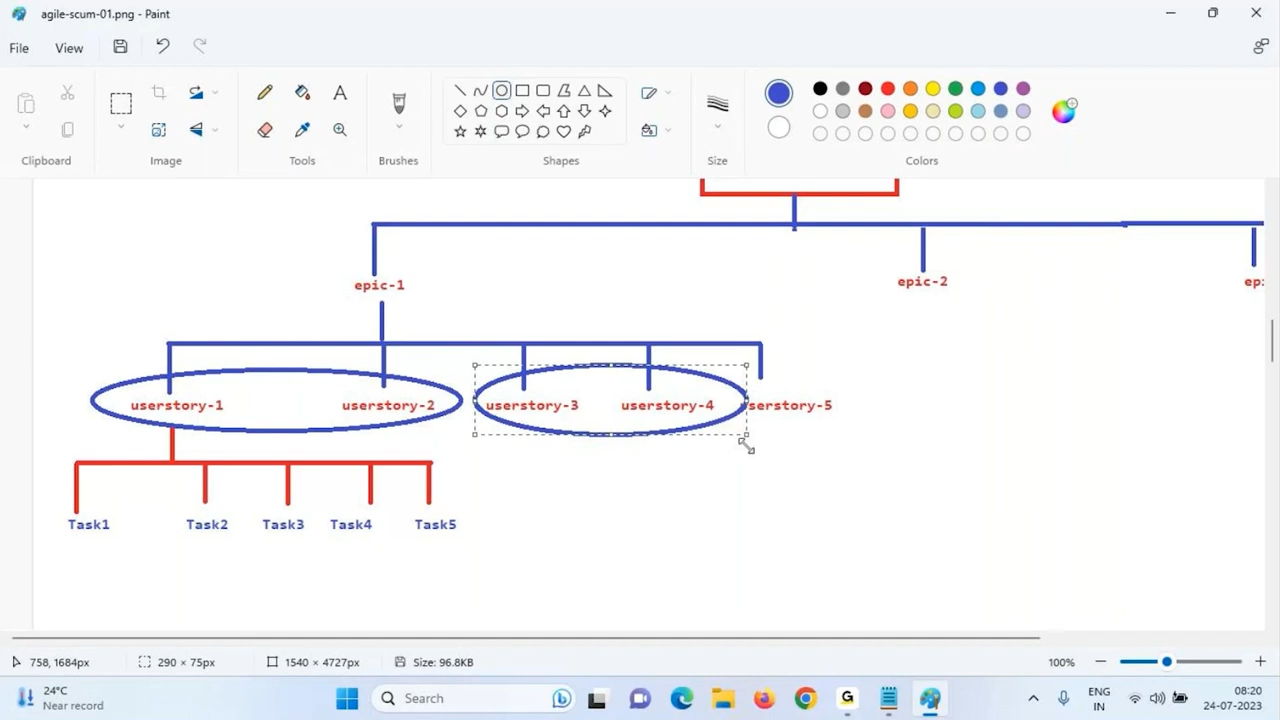 agile-scum-01.png - Paint
File View
Clipboard Image Tools Brushes Shapes Size Colors
epic-1 epic-2
userstory-1 userstory-2 userstory-3 userstory-4 serstory-5
Task1 Task2 Task3 Task4 Task5
758, 1684px 290 × 75px 1540 × 4727px Size: 96.8KB 100%
24°C
Near record
Search
ENG
IN
08:20
24-07-2023